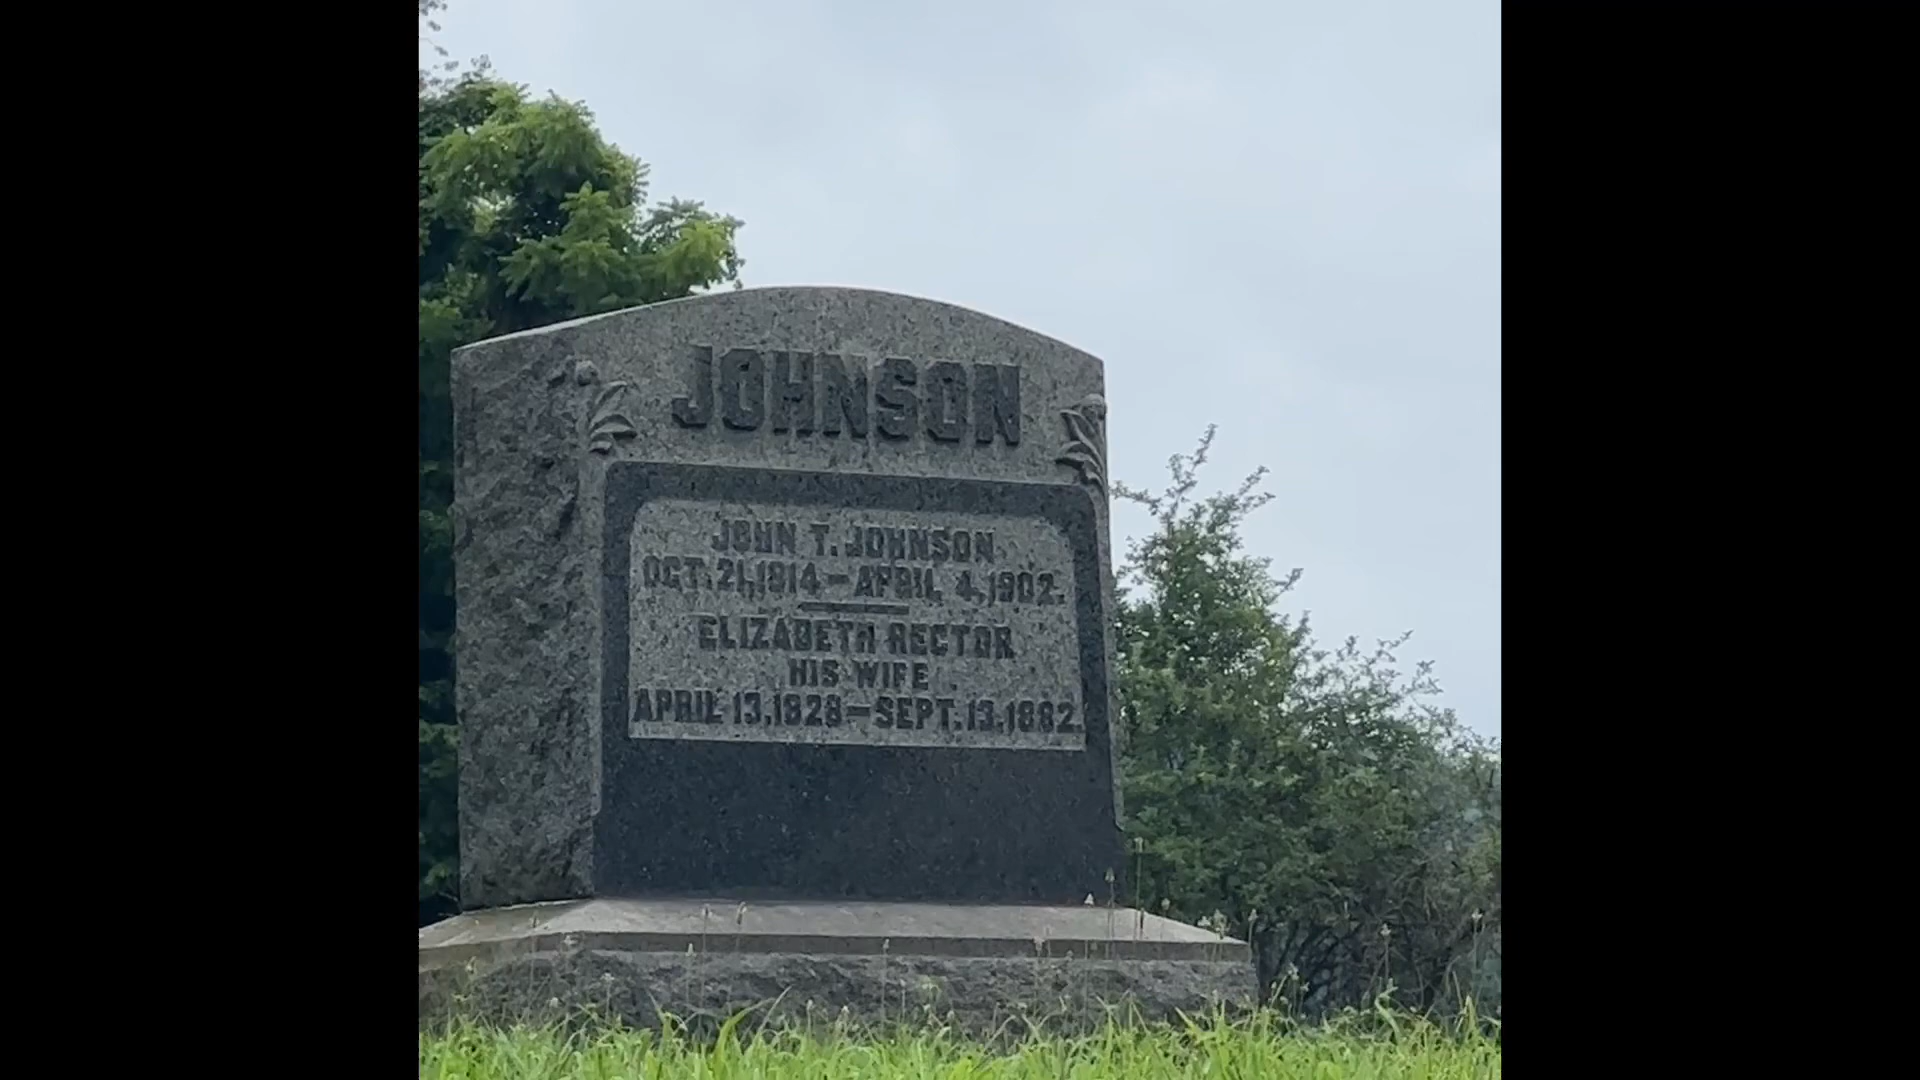 JOHNSON
JOHN T. JOHNSON
OCT. 21, 1814 — APRIL 4, 1902.
ELIZABETH RECTOR
HIS WIFE
APRIL 13, 1828 — SEPT. 13, 1882.